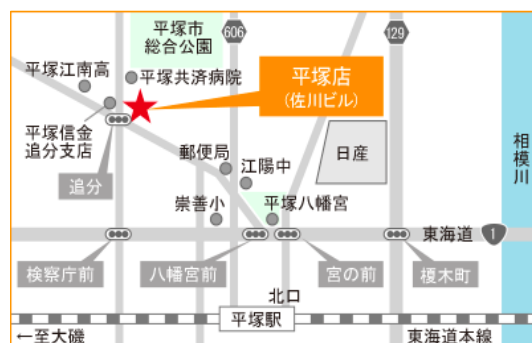 平塚市
総合公園
606
129
平塚江南高
平塚共済病院
平塚店
(佐川ビル)
平塚信金
追分支店
追分
郵便局
江陽中
日産
相模川
崇善小
平塚八幡宮
東海道
1
検察庁前
八幡宮前
宮の前
榎木町
北口
平塚駅
←至大磯
東海道本線